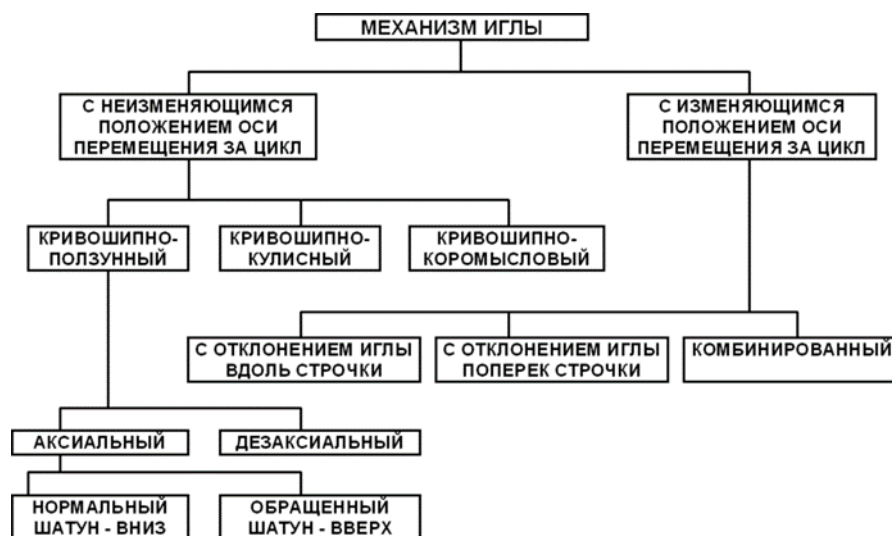 МЕХАНИЗМ ИГЛЫ
С НЕИЗМЕНЯЮЩИМСЯ
ПОЛОЖЕНИЕМ ОСИ
ПЕРЕМЕЩЕНИЯ ЗА ЦИКЛ
С ИЗМЕНЯЮЩИМСЯ
ПОЛОЖЕНИЕМ ОСИ
ПЕРЕМЕЩЕНИЯ ЗА ЦИКЛ
КРИВОШИПНО-
ПОЛЗУННЫЙ
КРИВОШИПНО-
КУЛИСНЫЙ
КРИВОШИПНО-
КОРОМЫСЛОВЫЙ
С ОТКЛОНЕНИЕМ ИГЛЫ
ВДОЛЬ СТРОЧКИ
С ОТКЛОНЕНИЕМ ИГЛЫ
ПОПЕРЕК СТРОЧКИ
КОМБИНИРОВАННЫЙ
АКСИАЛЬНЫЙ
ДЕЗАКСИАЛЬНЫЙ
НОРМАЛЬНЫЙ
ШАТУН - ВНИЗ
ОБРАЩЕННЫЙ
ШАТУН - ВВЕРХ